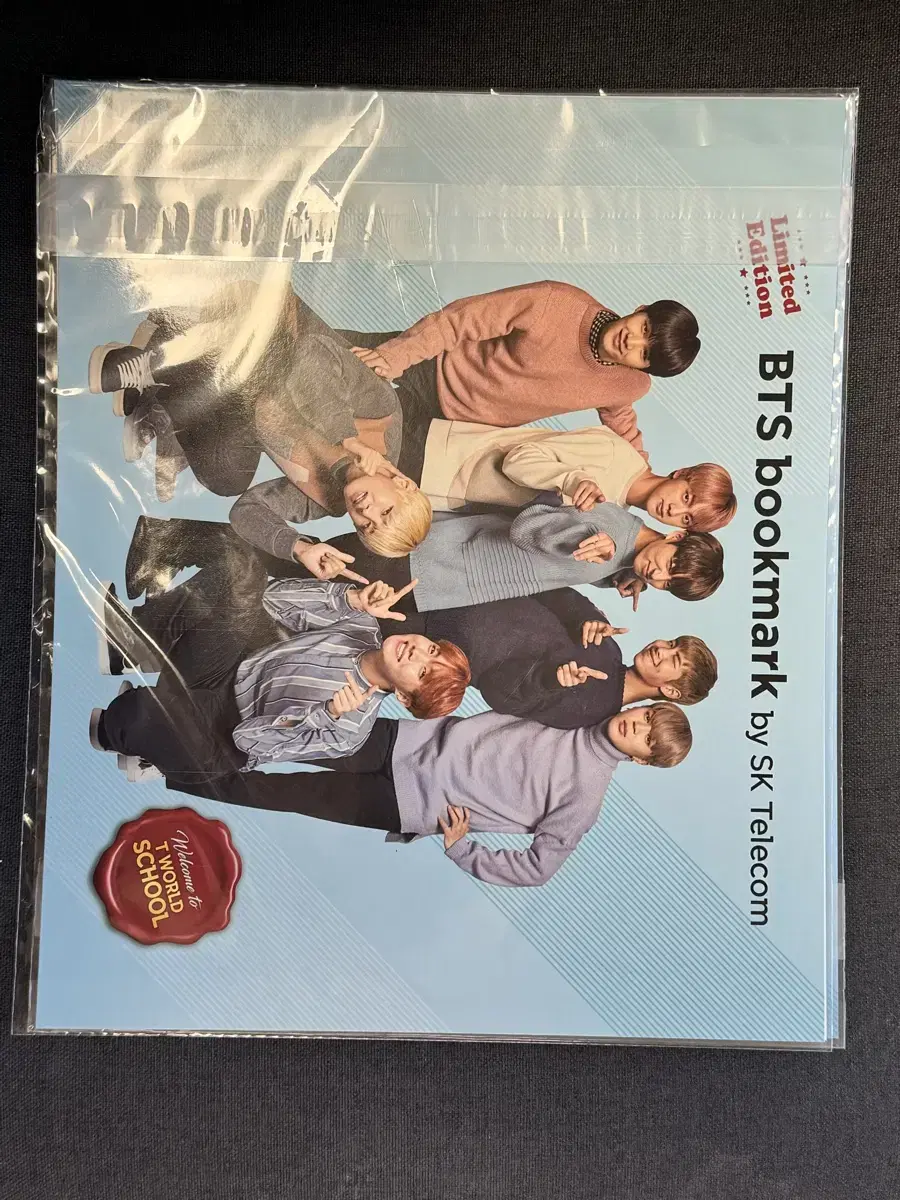 Limited
Edition
BTS bookmark by SK Telecom
Welcome to
T WORLD
SCHOOL